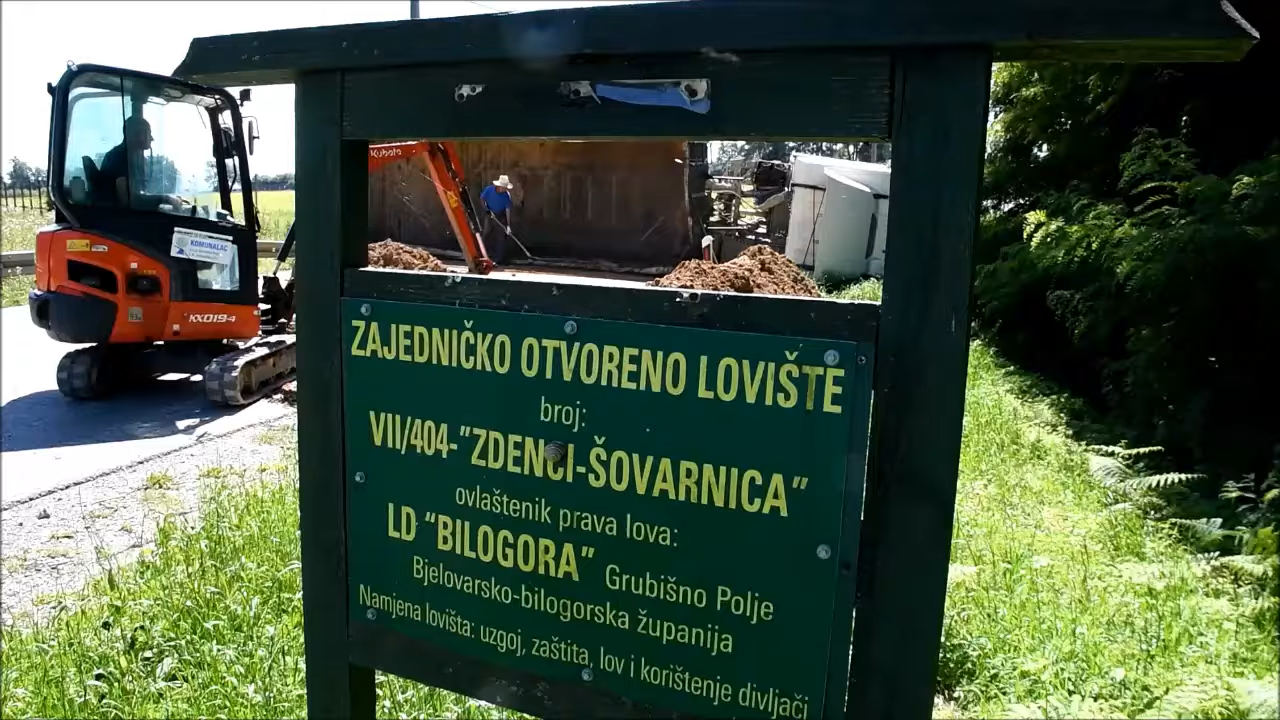 Kubota
KOMUNALAC
KX019-4
ZAJEDNIČKO OTVORENO LOVIŠTE
broj:
VII/404-"ZDENCI-ŠOVARNICA"
ovlaštenik prava lova:
LD “BILOGORA” Grubišno Polje
Bjelovarsko-bilogorska županija
Namjena lovišta: uzgoj, zaštita, lov i korištenje divljači